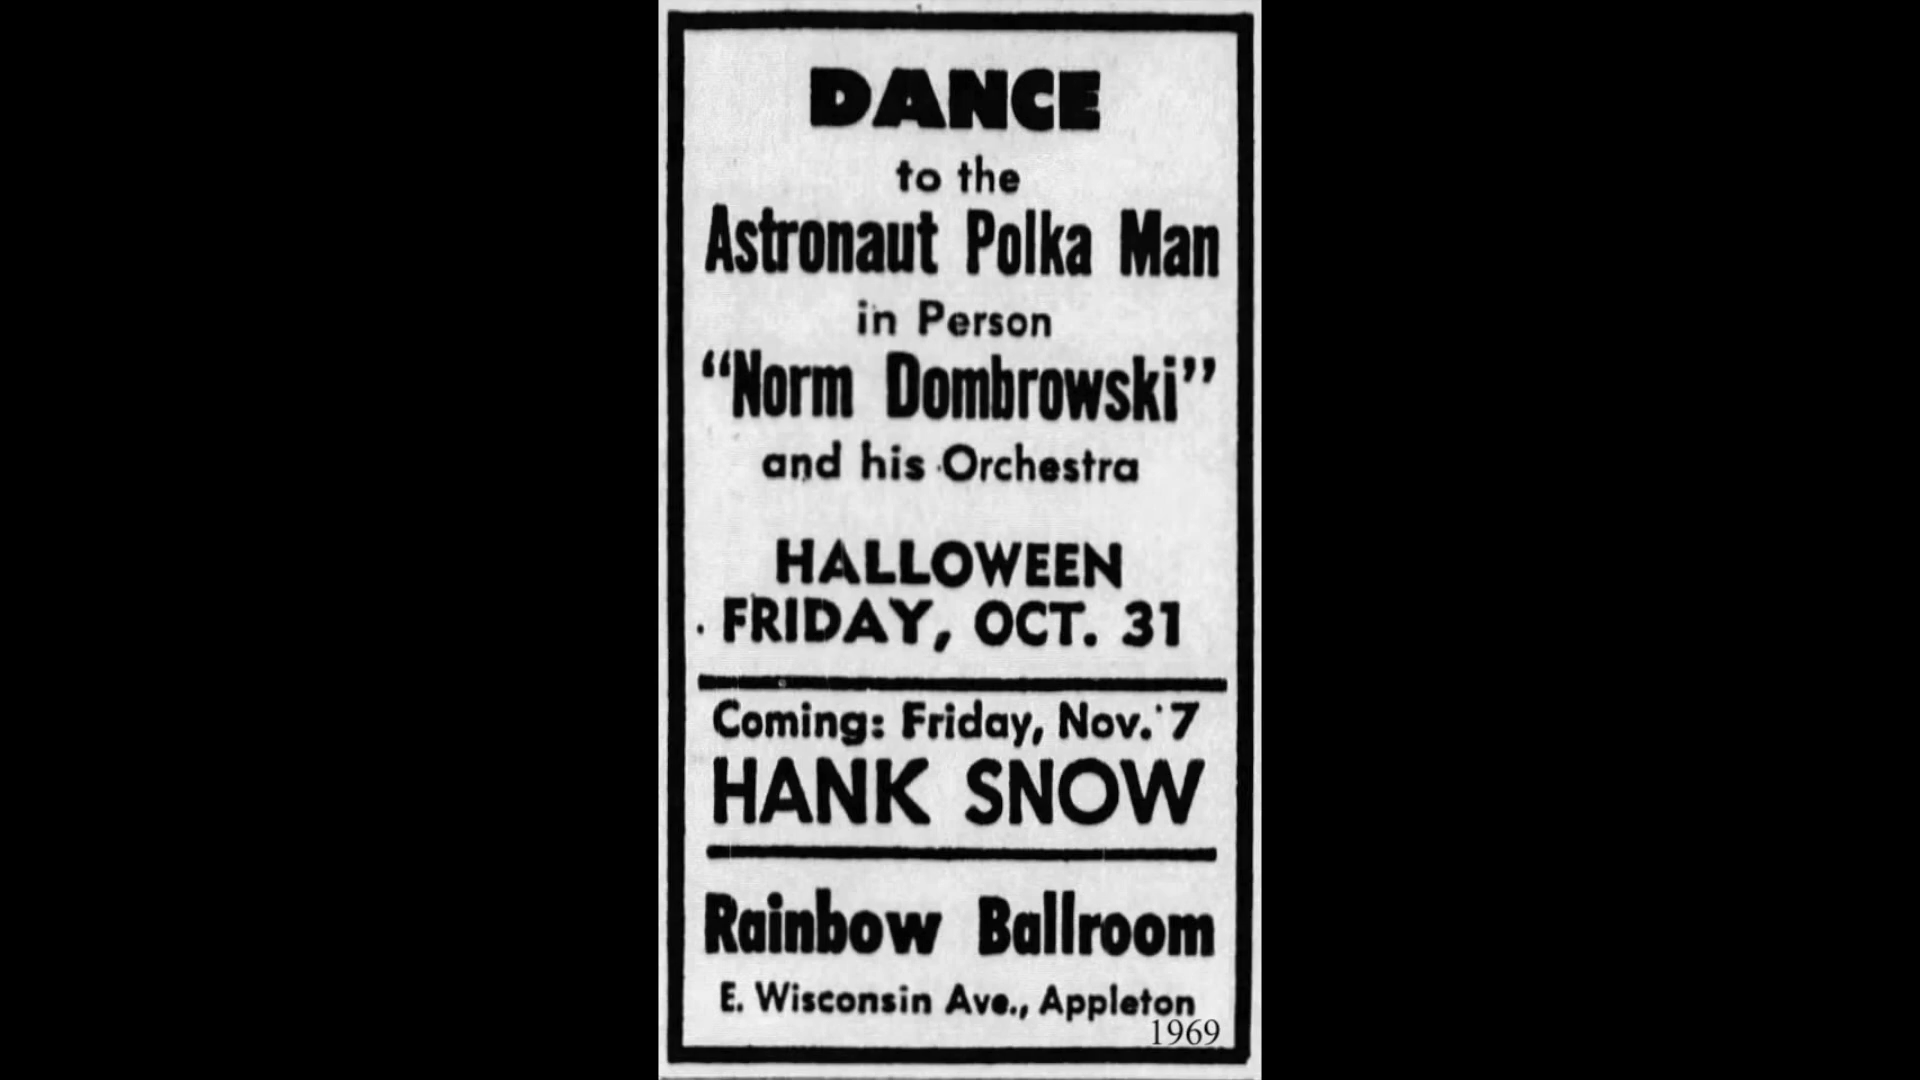 DANCE
to the
Astronaut Polka Man
in Person
“Norm Dombrowski”
and his Orchestra
HALLOWEEN
FRIDAY, OCT. 31
Coming: Friday, Nov. 7
HANK SNOW
Rainbow Ballroom
E. Wisconsin Ave., Appleton
1969